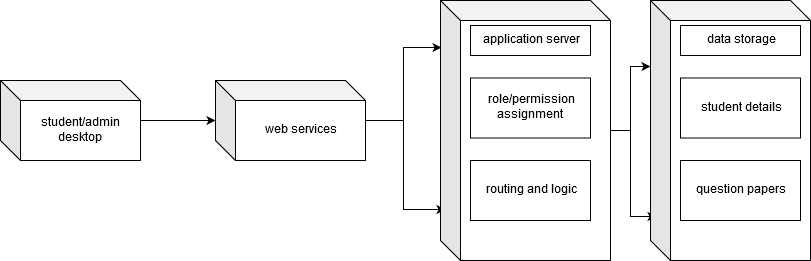 student/admin
desktop
web services
application server
role/permission
assignment
routing and logic
data storage
student details
question papers